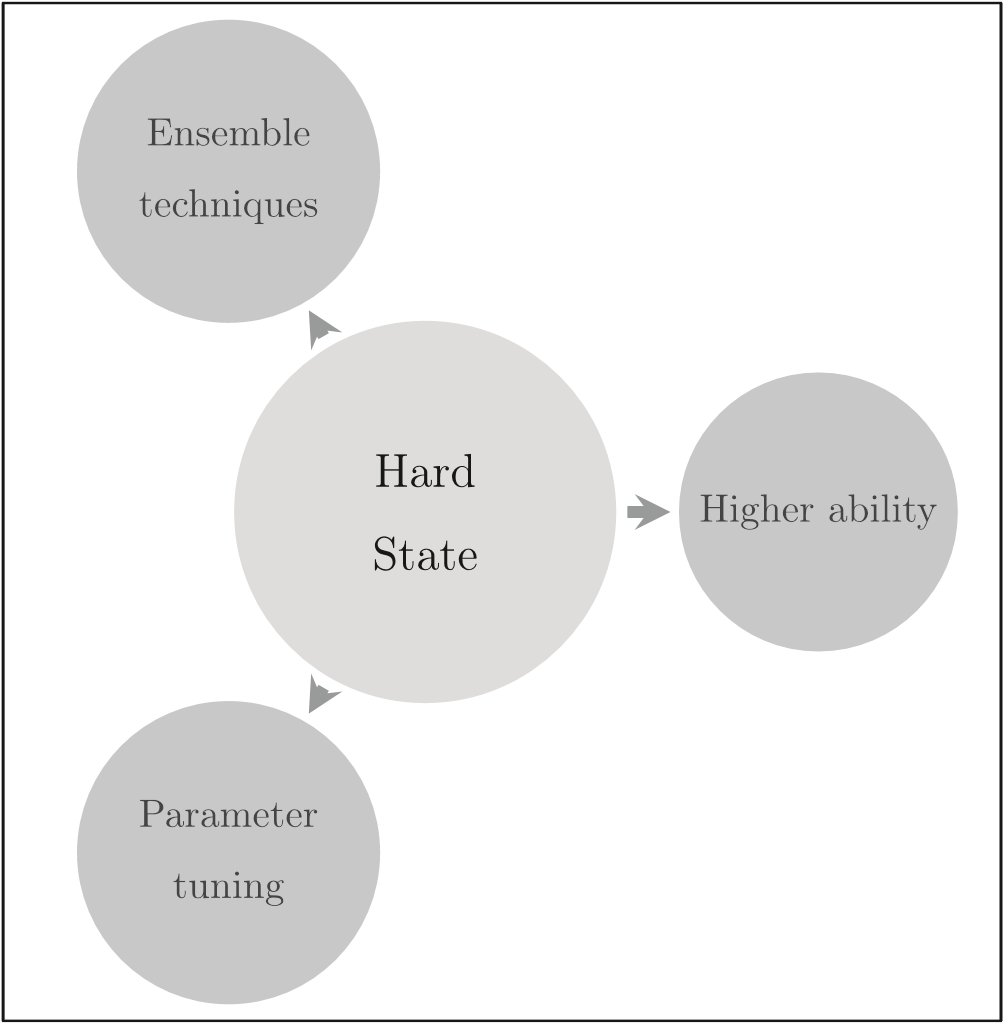 Ensemble
techniques
Hard
State
Higher ability
Parameter
tuning